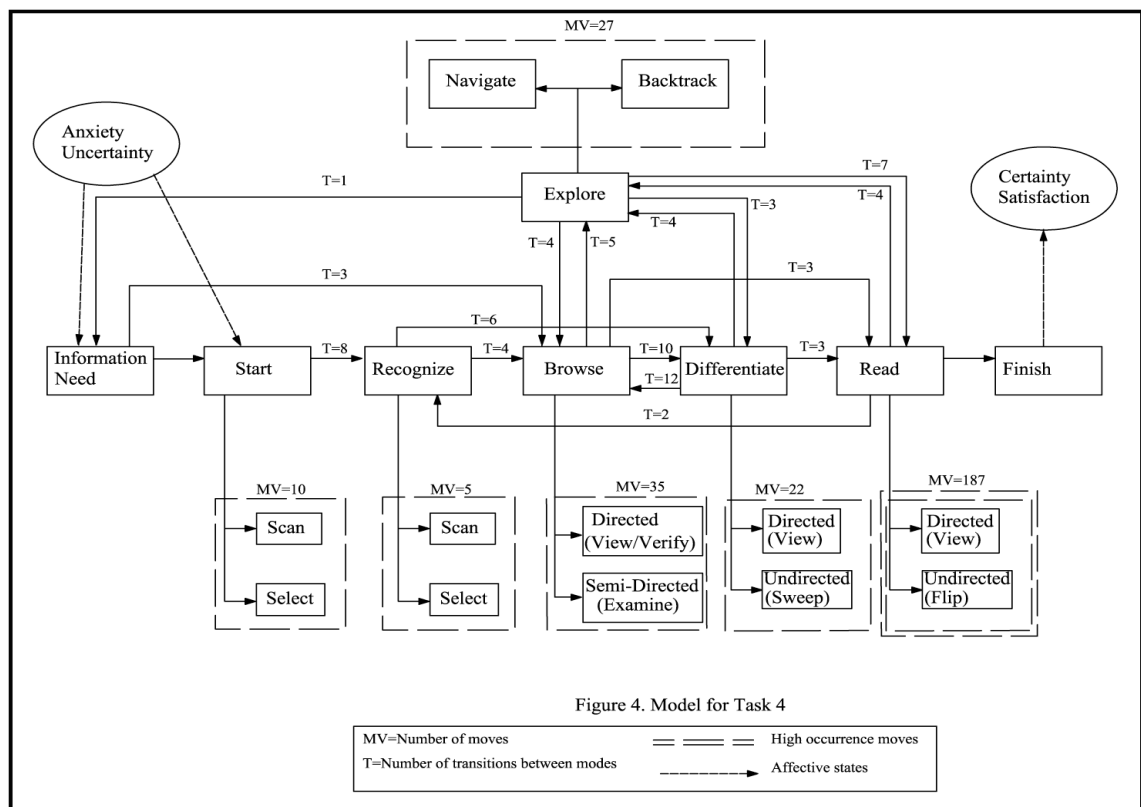 MV=27
Navigate
Backtrack
Anxiety
Uncertainty
Certainty
Satisfaction
T=1
Explore
T=7
T=4
T=3
T=4
T=4
T=5
T=3
T=3
T=6
Information
Need
Start
T=8
Recognize
T=4
Browse
T=10
T=12
Differentiate
T=3
Read
Finish
T=2
MV=10
Scan
Select
MV=5
Scan
Select
MV=35
Directed
(View/Verify)
Semi-Directed
(Examine)
MV=22
Directed
(View)
Undirected
(Sweep)
MV=187
Directed
(View)
Undirected
(Flip)
Figure 4. Model for Task 4
MV=Number of moves
High occurrence moves
T=Number of transitions between modes
Affective states